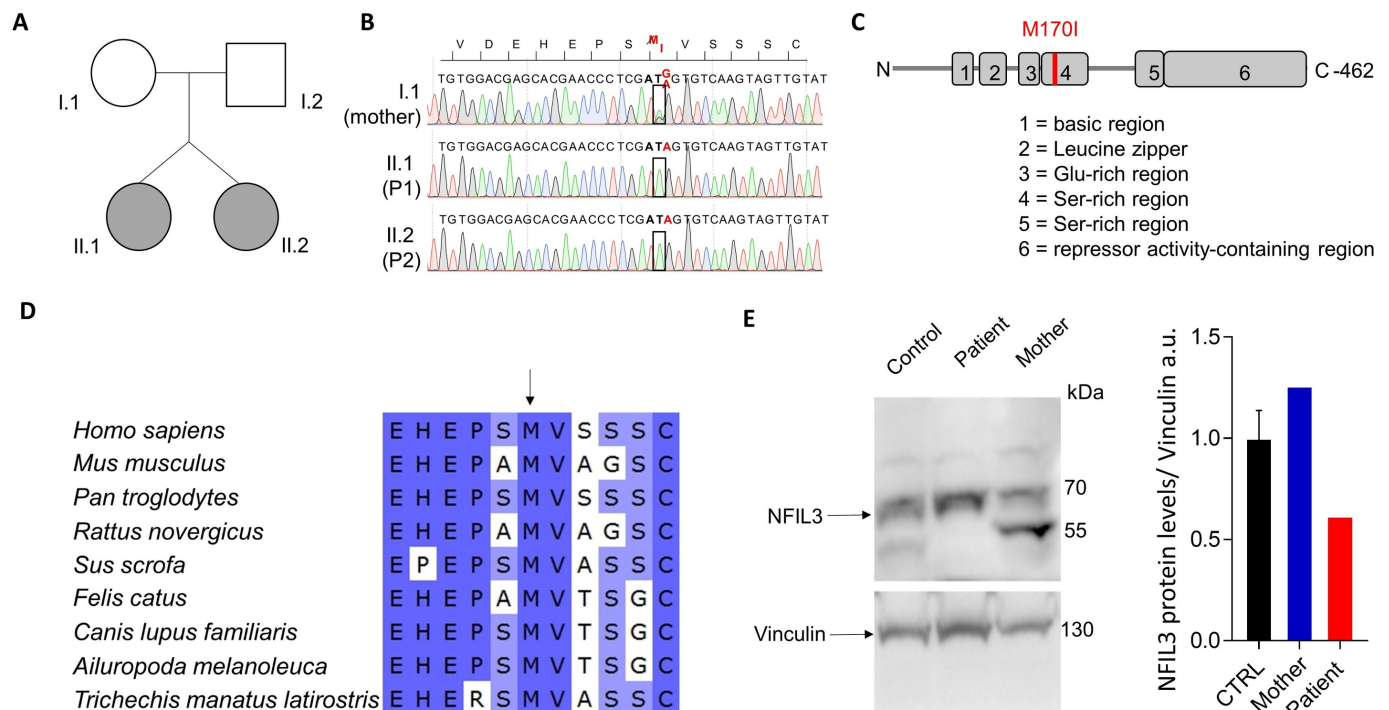 A
I.1
I.2
II.1
II.2
B
V D E H E P S M I V S S S C
TGTGGACGAGCACGAACCCTCGATGGTGTCAAGTAGTTGTAT
A
I.1
(mother)
TGTGGACGAGCACGAACCCTCGATAGTGTCAAGTAGTTGTAT
II.1
(P1)
TGTGGACGAGCACGAACCCTCGATAGTGTCAAGTAGTTGTAT
II.2
(P2)
C
M170I
N 1 2 3 4 5 6 C -462
1 = basic region
2 = Leucine zipper
3 = Glu-rich region
4 = Ser-rich region
5 = Ser-rich region
6 = repressor activity-containing region
D
Homo sapiens E H E P S M V S S S C
Mus musculus E H E P A M V A G S C
Pan troglodytes E H E P S M V S S S C
Rattus novergicus E H E P A M V A G S C
Sus scrofa E P E P S M V A S S C
Felis catus E H E P A M V T S G C
Canis lupus familiaris E H E P S M V T S G C
Ailuropoda melanoleuca E H E P S M V T S G C
Trichechis manatus latirostris E H E R S M V A S S C
E
Control Patient Mother
kDa
70
NFIL3
55
Vinculin
130
NFIL3 protein levels/ Vinculin a.u.
1.5
1.0
0.5
0.0
CTRL Mother Patient